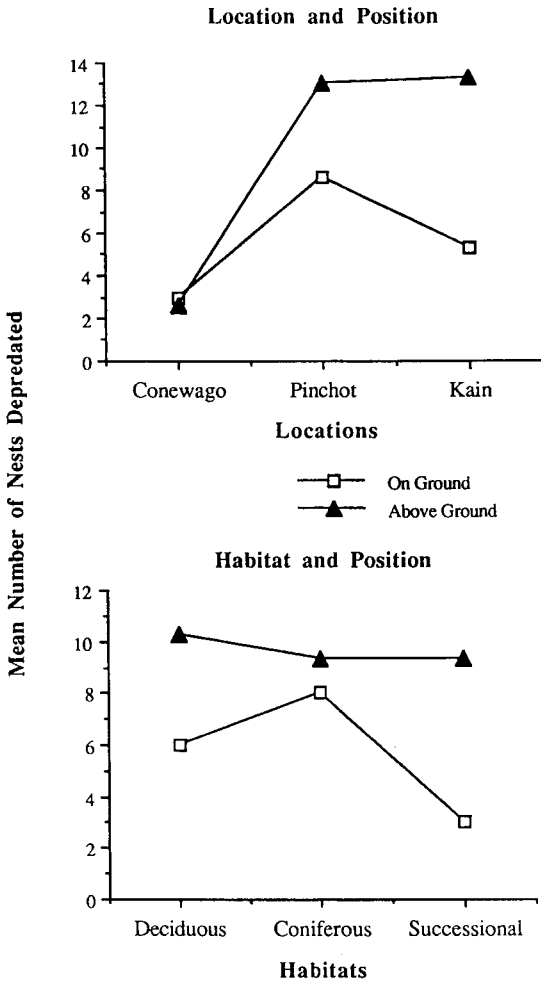 Location and Position
14
12
10
8
6
4
2
0
Conewago Pinchot Kain
Locations
Mean Number of Nests Depredated
On Ground
Above Ground
Habitat and Position
12
10
8
6
4
2
0
Deciduous Coniferous Successional
Habitats